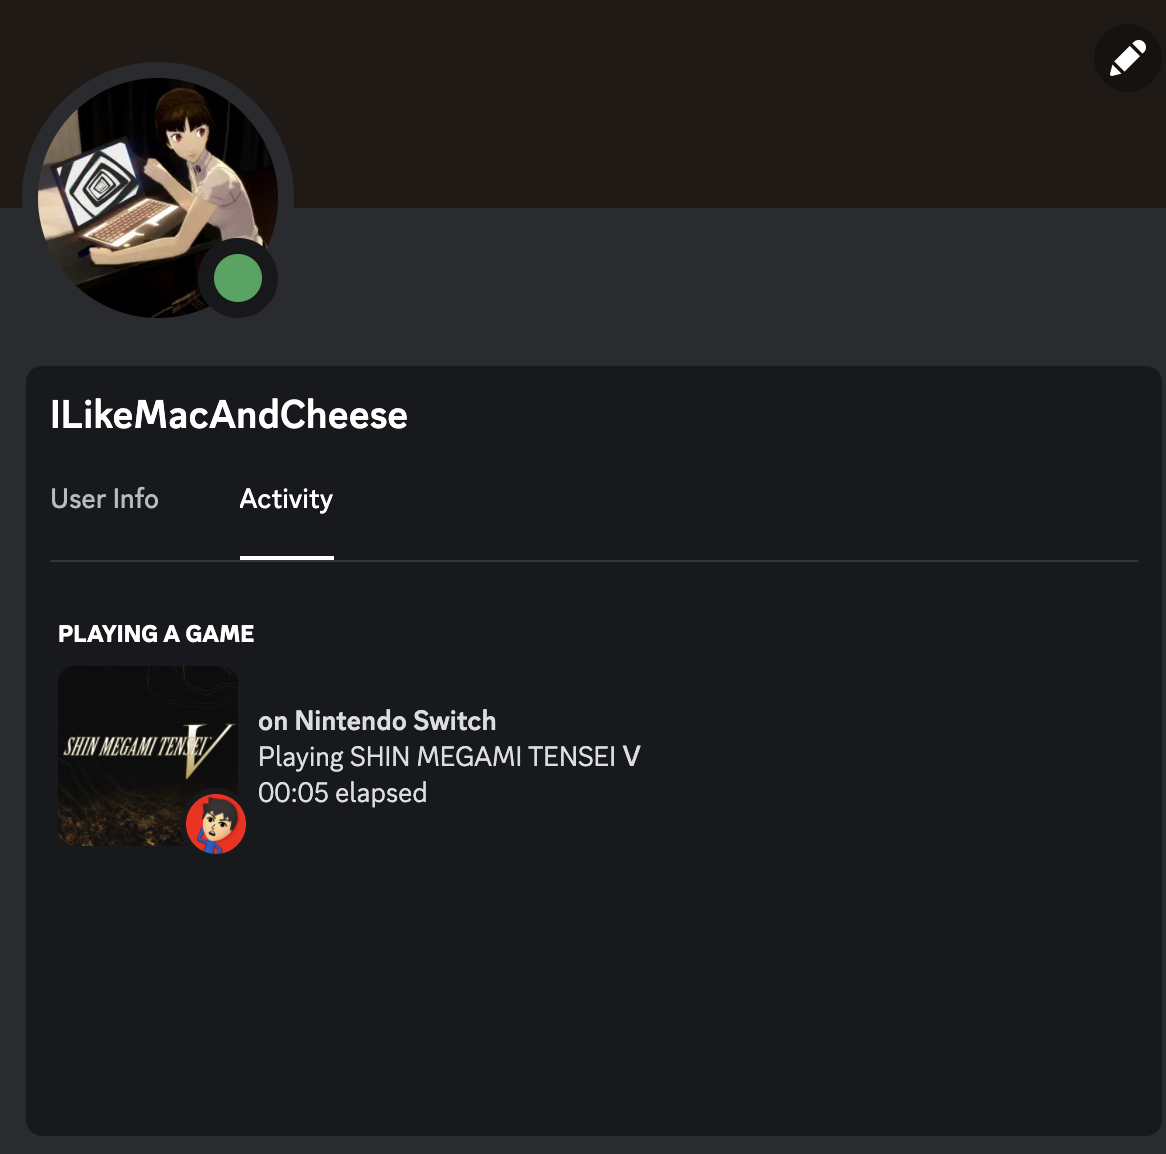 ILikeMacAndCheese
User Info
Activity
PLAYING A GAME
SHIN MEGAMI TENSEI V
on Nintendo Switch
Playing SHIN MEGAMI TENSEI Ⅴ
00:05 elapsed